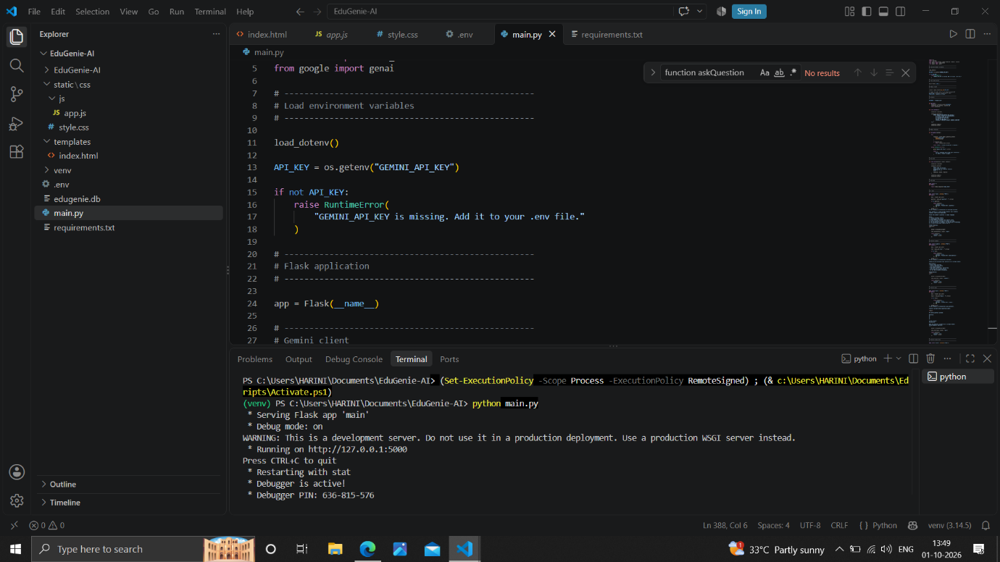 File Edit Selection View Go Run Terminal Help
EduGenie-AI
Sign In
Explorer
EduGenie-AI
EduGenie-AI
static\css
js
JS app.js
# style.css
templates
<> index.html
venv
.env
edugenie.db
main.py
requirements.txt
Outline
Timeline
<> index.html
JS app.js
# style.css
.env
main.py
requirements.txt
main.py
function askQuestion
Aa ab .*
No results
5 from google import genai
6
7 # ---------------------------------------------------
8 # Load environment variables
9 # ---------------------------------------------------
10
11 load_dotenv()
12
13 API_KEY = os.getenv("GEMINI_API_KEY")
14
15 if not API_KEY:
16     raise RuntimeError(
17         "GEMINI_API_KEY is missing. Add it to your .env file."
18     )
19
20 # ---------------------------------------------------
21 # Flask application
22 # ---------------------------------------------------
23
24 app = Flask(__name__)
25
26 # ---------------------------------------------------
27 # Gemini client
Problems Output Debug Console Terminal Ports
python
python
PS C:\Users\HARINI\Documents\EduGenie-AI> (Set-ExecutionPolicy -Scope Process -ExecutionPolicy RemoteSigned) ; (& c:\Users\HARINI\Documents\Ed
ripts\Activate.ps1)
(venv) PS C:\Users\HARINI\Documents\EduGenie-AI> python main.py
* Serving Flask app 'main'
* Debug mode: on
WARNING: This is a development server. Do not use it in a production deployment. Use a production WSGI server instead.
* Running on http://127.0.0.1:5000
Press CTRL+C to quit
* Restarting with stat
* Debugger is active!
* Debugger PIN: 636-815-576
0 0
Ln 388, Col 6 Spaces: 4 UTF-8 CRLF { } Python venv (3.14.5)
Type here to search
1
33°C Partly sunny
ENG
13:49
01-10-2026